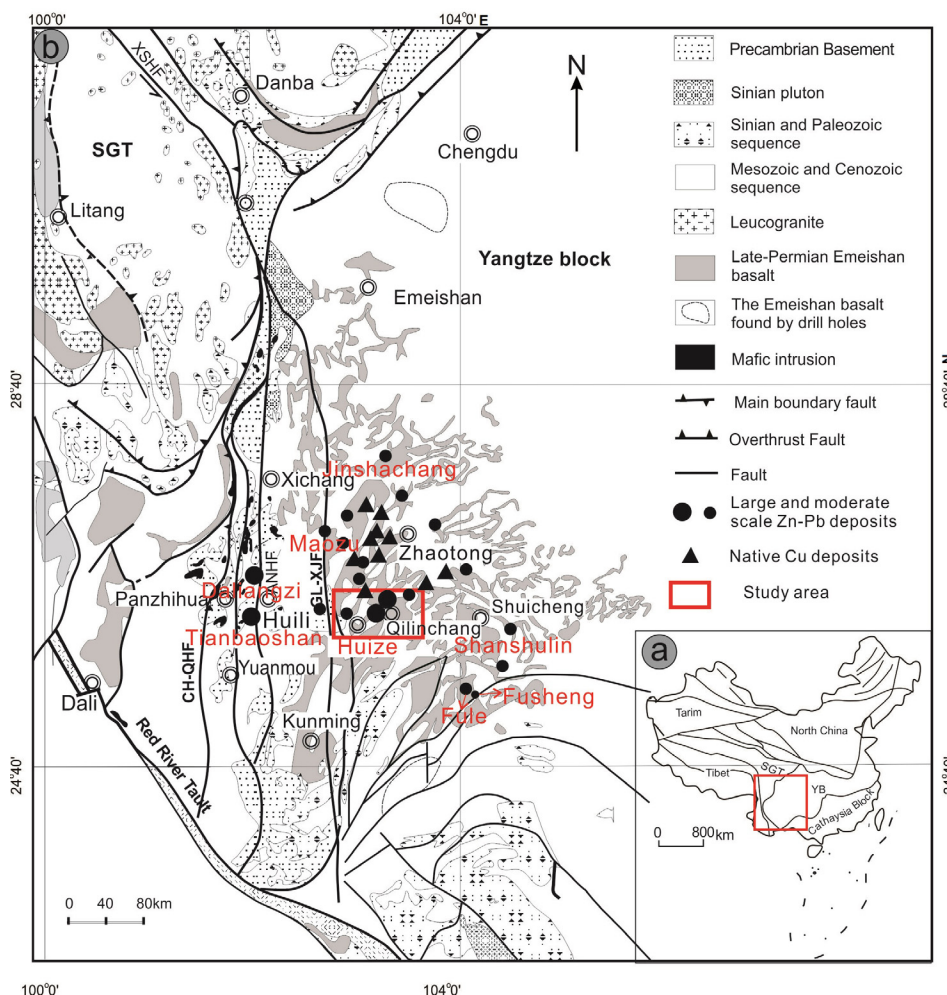 100°0'
104°0' E
b
XSHF
Danba
N
SGT
Chengdu
Litang
Yangtze block
Emeishan
28°40'
Xichang
Jinshachang
Maozu
Zhaotong
ANHF
GL-XJF
Daliangzi
Panzhihua
Huili
Shuicheng
Qilinchang
Tianbaoshan
Huize
Shanshulin
Yuanmou
CH-QHF
Dali
Fusheng
Fule
Kunming
Red River Tault
24°40'
0 40 80km
100°0'
104°0'
Precambrian Basement
Sinian pluton
Sinian and Paleozoic
sequence
Mesozoic and Cenozoic
sequence
Leucogranite
Late-Permian Emeishan
basalt
The Emeishan basalt
found by drill holes
Mafic intrusion
N
Main boundary fault
Overthrust Fault
Fault
Large and moderate
scale Zn-Pb deposits
Native Cu deposits
Study area
a
Tarim
North China
SGT
Tibet
YB
Cathaysia Block
0 800km